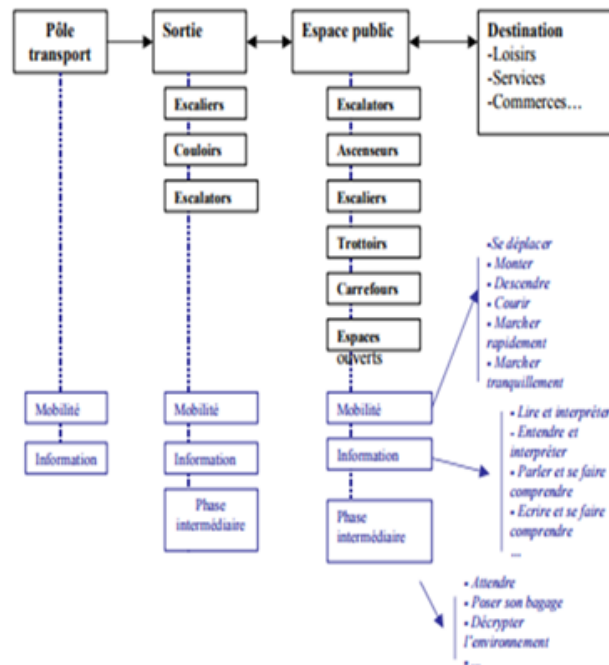 Pôle
transport
Sortie
Espace public
Destination
-Loisirs
-Services
-Commerces…
Escaliers
Couloirs
Escalators
Escalators
Ascenseurs
Escaliers
Trottoirs
Carrefours
Espaces
ouverts
•Se déplacer
• Monter
• Descendre
• Courir
• Marcher
rapidement
• Marcher
tranquillement
Mobilité
Information
Mobilité
Information
Phase
intermédiaire
Mobilité
Information
Phase
intermédiaire
• Lire et interpréter
- Entendre et
interpréter
• Parler et se faire
comprendre
• Ecrire et se faire
comprendre
...
• Attendre
• Poser son bagage
• Décrypter
l'environnement
• ...